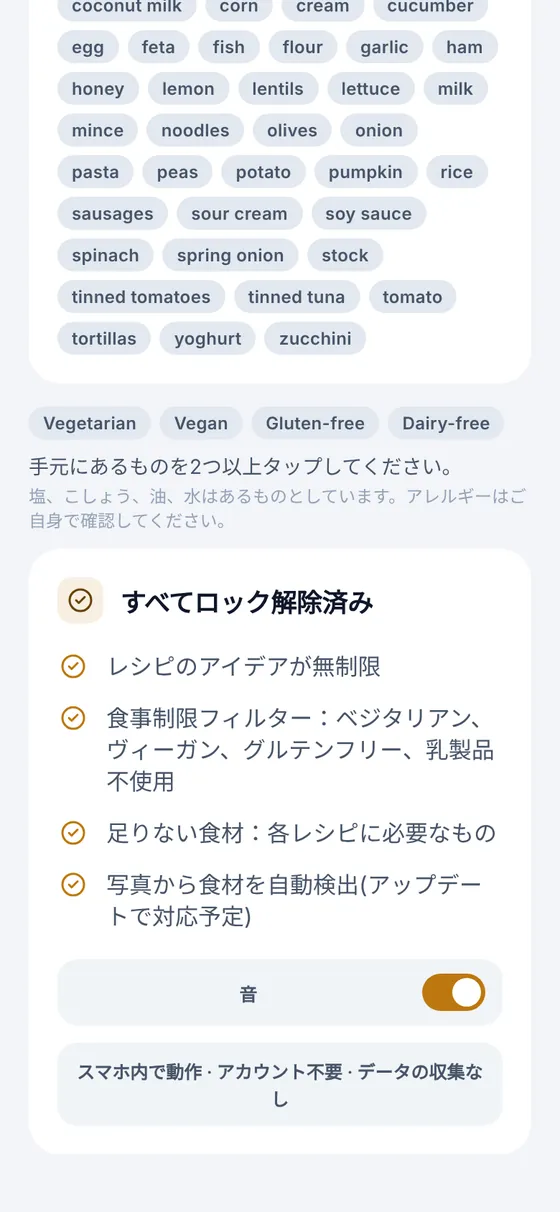 coconut milk corn cream cucumber
egg feta fish flour garlic ham
honey lemon lentils lettuce milk
mince noodles olives onion
pasta peas potato pumpkin rice
sausages sour cream soy sauce
spinach spring onion stock
tinned tomatoes tinned tuna tomato
tortillas yoghurt zucchini
Vegetarian Vegan Gluten-free Dairy-free
手元にあるものを2つ以上タップしてください。
塩、こしょう、油、水はあるものとしています。アレルギーはご
自身で確認してください。
すべてロック解除済み
レシピのアイデアが無制限
食事制限フィルター：ベジタリアン、
ヴィーガン、グルテンフリー、乳製品
不使用
足りない食材：各レシピに必要なもの
写真から食材を自動検出(アップデー
トで対応予定)
音
スマホ内で動作 · アカウント不要 · データの収集な
し